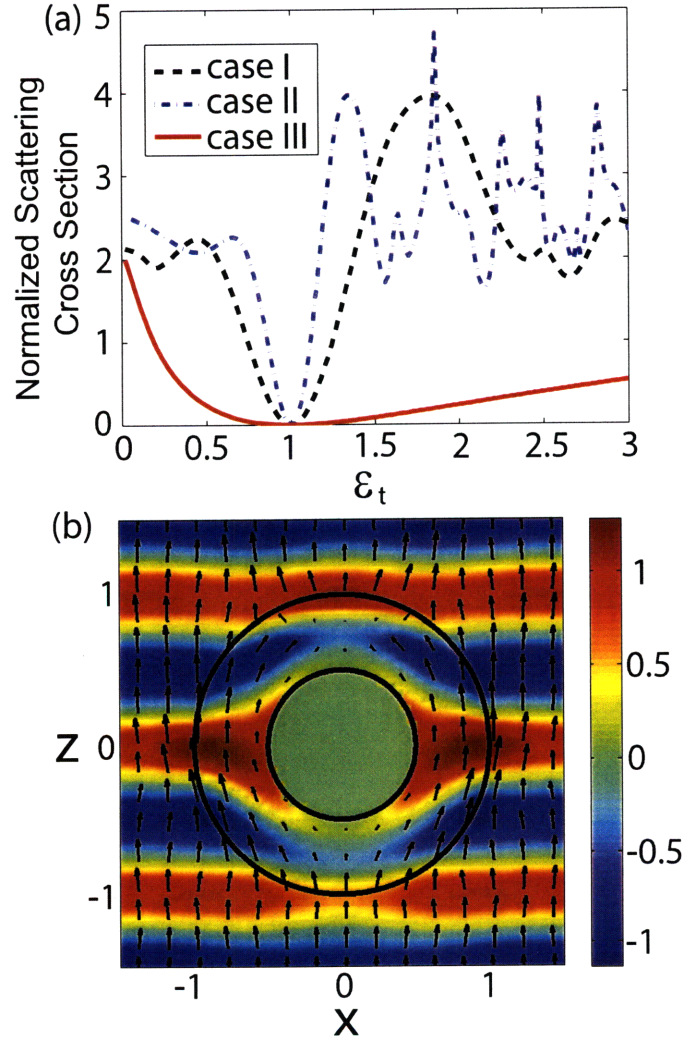 (a)
5
4
3
2
1
0
Normalized Scattering
Cross Section
case I
case II
case III
0 0.5 1 1.5 2 2.5 3
εt
(b)
1
0
-1
Z
-1 0 1
X
1
0.5
0
-0.5
-1